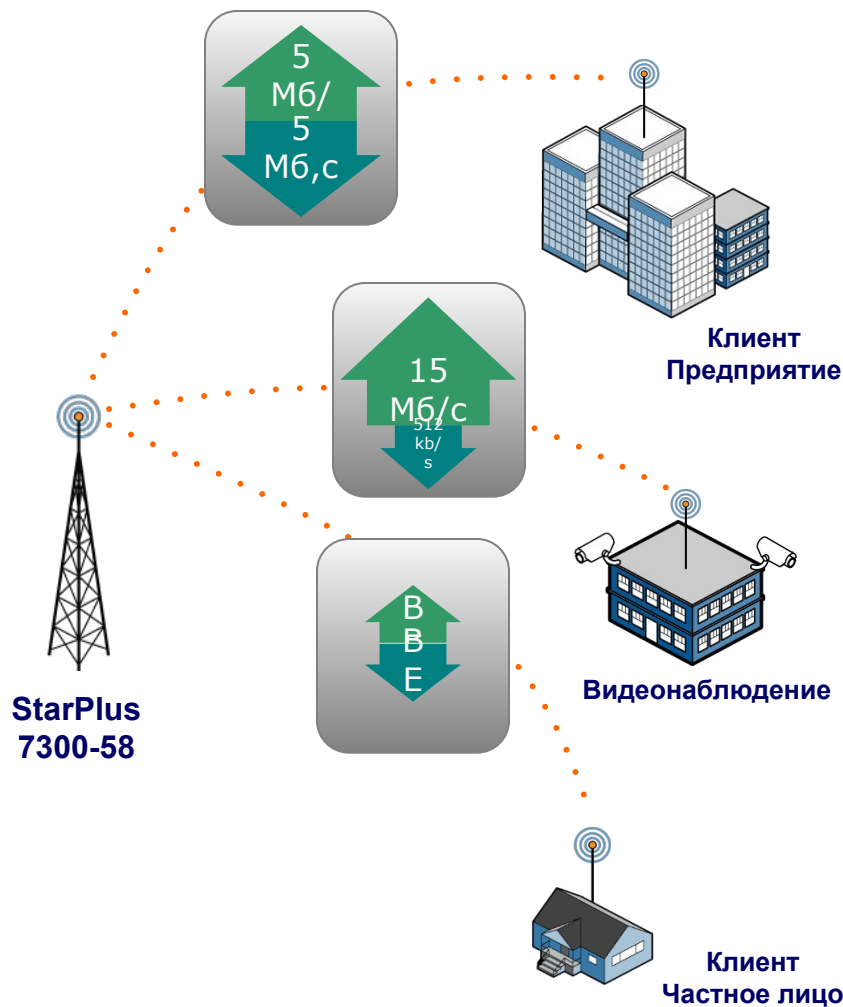 5
Мб/
5
Мб,с
Клиент
Предприятие
15
Мб/с
512
kb/
s
StarPlus
7300-58
B
B
E
Видеонаблюдение
Клиент
Частное лицо